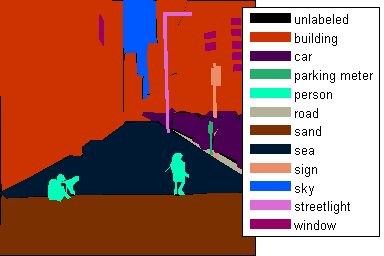 unlabeled
building
car
parking meter
person
road
sand
sea
sign
sky
streetlight
window